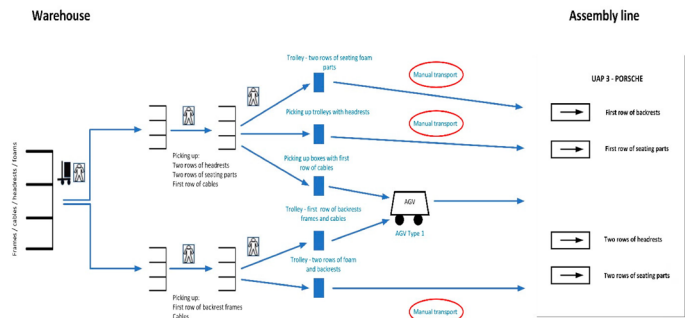 Warehouse
Assembly line
Trolley - two rows of seating foam
parts
Manual transport
UAP 3 - PORSCHE
First row of backrests
Picking up trolleys with headrests
Manual transport
First row of seating parts
Picking up:
Two rows of headrests
Two rows of seating parts
First row of cables
Picking up boxes with first
row of cables
Frames / cables / headrests / foams
AGV
AGV Type 1
Trolley - first row of backrests
frames and cables
Two rows of headrests
Trolley - two rows of foam
and backrests
Two rows of seating parts
Picking up:
First row of backrest frames
Cables
Manual transport